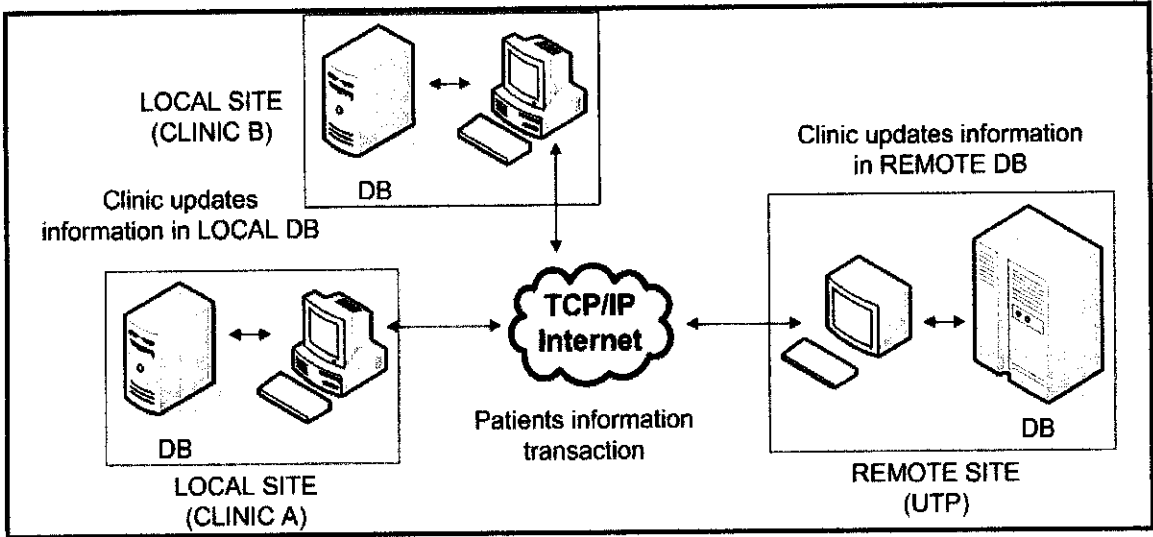 LOCAL SITE
(CLINIC B)
DB
Clinic updates
information in LOCAL DB
Clinic updates information
in REMOTE DB
TCP/IP
Internet
Patients information
transaction
DB
LOCAL SITE
(CLINIC A)
DB
REMOTE SITE
(UTP)